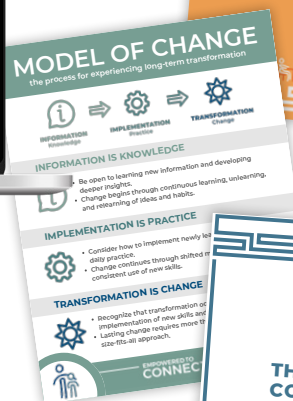 MODEL OF CHANGE
the process for experiencing long-term transformation
INFORMATION
Knowledge
IMPLEMENTATION
Practice
TRANSFORMATION
Change
INFORMATION IS KNOWLEDGE
• Be open to learning new information and developing
deeper insights.
• Change begins through continuous learning, unlearning,
and relearning of ideas and habits.
IMPLEMENTATION IS PRACTICE
• Consider how to implement newly
daily practice.
• Change continues through shifted
consistent use of new skills.
TRANSFORMATION IS CHANGE
• Recognize that transformation
implementation of new skills and
• Lasting change requires more
size-fits-all approach.
EMPOWERED TO
CONNEC
TH
CO